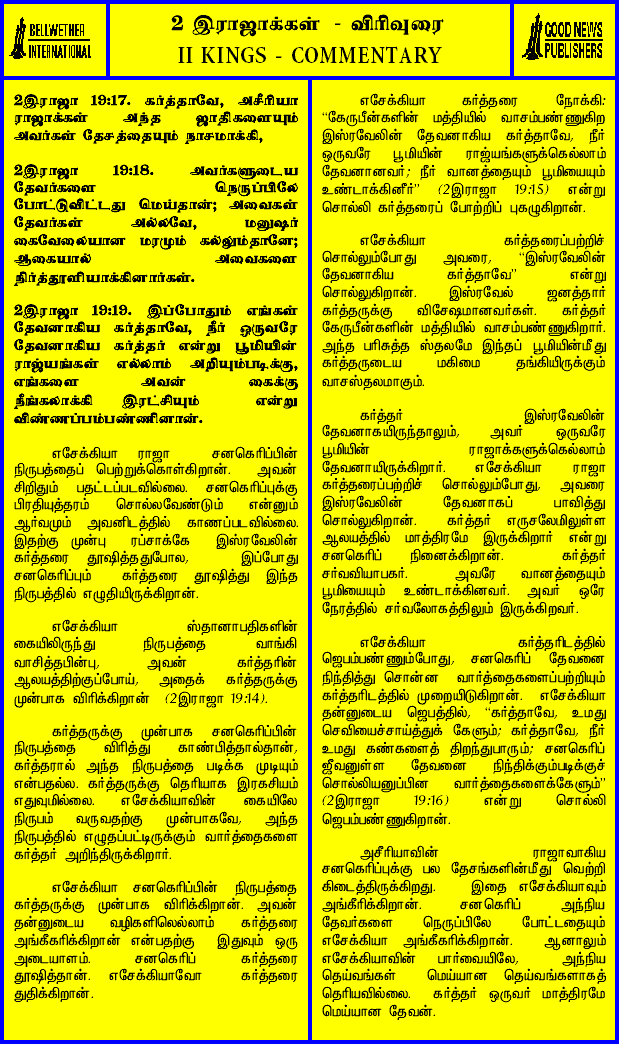 BELLWETHER
INTERNATIONAL
2 இராஜாக்கள் - விரிவுரை
II KINGS - COMMENTARY
GOOD NEWS
PUBLISHERS
2இராஜா 19:17. கர்த்தாவே, அசீரியா
ராஜாக்கள் அந்த ஜாதிகளையும்
அவர்கள் தேசத்தையும் நாசமாக்கி,
2இராஜா 19:18. அவர்களுடைய
தேவர்களை நெருப்பிலே
போட்டுவிட்டது மெய்தான்; அவைகள்
தேவர்கள் அல்லவே, மனுஷர்
கைவேலையான மரமும் கல்லும்தானே;
ஆகையால் அவைகளை
நிர்த்தூளியாக்கினார்கள்.
2இராஜா 19:19. இப்போதும் எங்கள்
தேவனாகிய கர்த்தாவே, நீர் ஒருவரே
தேவனாகிய கர்த்தர் என்று பூமியின்
ராஜ்யங்கள் எல்லாம் அறியும்படிக்கு,
எங்களை அவன் கைக்கு
நீங்கலாக்கி இரட்சியும் என்று
விண்ணப்பம்பண்ணினான்.
எசேக்கியா ராஜா சனகெரிப்பின்
நிருபத்தைப் பெற்றுக்கொள்கிறான். அவன்
சிறிதும் பதட்டப்படவில்லை. சனகெரிப்புக்கு
பிரதியுத்தரம் சொல்லவேண்டும் என்னும்
ஆர்வமும் அவனிடத்தில் காணப்படவில்லை.
இதற்கு முன்பு ரப்சாக்கே இஸ்ரவேலின்
கர்த்தரை தூஷித்ததுபோல, இப்போது
சனகெரிப்பும் கர்த்தரை தூஷித்து இந்த
நிருபத்தில் எழுதியிருக்கிறான்.
எசேக்கியா ஸ்தானாபதிகளின்
கையிலிருந்து நிருபத்தை வாங்கி
வாசித்தபின்பு, அவன் கர்த்தரின்
ஆலயத்திற்குப்போய், அதைக் கர்த்தருக்கு
முன்பாக விரிக்கிறான் (2இராஜா 19:14).
கர்த்தருக்கு முன்பாக சனகெரிப்பின்
நிருபத்தை விரித்து காண்பித்தால்தான்,
கர்த்தரால் அந்த நிருபத்தை படிக்க முடியும்
என்பதல்ல. கர்த்தருக்கு தெரியாக இரகசியம்
எதுவுமில்லை. எசேக்கியாவின் கையிலே
நிருபம் வருவதற்கு முன்பாகவே, அந்த
நிருபத்தில் எழுதப்பட்டிருக்கும் வார்த்தைகளை
கர்த்தர் அறிந்திருக்கிறார்.
எசேக்கியா சனகெரிப்பின் நிருபத்தை
கர்த்தருக்கு முன்பாக விரிக்கிறான். அவன்
தன்னுடைய வழிகளிலெல்லாம் கர்த்தரை
அங்கீகரிக்கிறான் என்பதற்கு இதுவும் ஒரு
அடையாளம். சனகெரிப் கர்த்தரை
தூஷித்தான். எசேக்கியாவோ கர்த்தரை
துதிக்கிறான்.
எசேக்கியா கர்த்தரை நோக்கி:
“கேருபீன்களின் மத்தியில் வாசம்பண்ணுகிற
இஸ்ரவேலின் தேவனாகிய கர்த்தாவே, நீர்
ஒருவரே பூமியின் ராஜ்யங்களுக்கெல்லாம்
தேவனானவர்; நீர் வானத்தையும் பூமியையும்
உண்டாக்கினீர்” (2இராஜா 19:15) என்று
சொல்லி கர்த்தரைப் போற்றிப் புகழுகிறான்.
எசேக்கியா கர்த்தரைப்பற்றிச்
சொல்லும்போது அவரை, “இஸ்ரவேலின்
தேவனாகிய கர்த்தாவே” என்று
சொல்லுகிறான். இஸ்ரவேல் ஜனத்தார்
கர்த்தருக்கு விசேஷமானவர்கள். கர்த்தர்
கேருபீன்களின் மத்தியில் வாசம்பண்ணுகிறார்.
அந்த பரிசுத்த ஸ்தலமே இந்தப் பூமியின்மீது
கர்த்தருடைய மகிமை தங்கியிருக்கும்
வாசஸ்தலமாகும்.
கர்த்தர் இஸ்ரவேலின்
தேவனாகயிருந்தாலும், அவர் ஒருவரே
பூமியின் ராஜாக்களுக்கெல்லாம்
தேவனாயிருக்கிறார். எசேக்கியா ராஜா
கர்த்தரைப்பற்றிச் சொல்லும்போது, அவரை
இஸ்ரவேலின் தேவனாகப் பாவித்து
சொல்லுகிறான். கர்த்தர் எருசலேமிலுள்ள
ஆலயத்தில் மாத்திரமே இருக்கிறார் என்று
சனகெரிப் நினைக்கிறான். கர்த்தர்
சர்வவியாபகர். அவரே வானத்தையும்
பூமியையும் உண்டாக்கினவர். அவர் ஒரே
நேரத்தில் சர்வலோகத்திலும் இருக்கிறவர்.
எசேக்கியா கர்த்தரிடத்தில்
ஜெபம்பண்ணும்போது, சனகெரிப் தேவனை
நிந்தித்து சொன்ன வார்த்தைகளைப்பற்றியும்
கர்த்தரிடத்தில் முறையிடுகிறான். எசேக்கியா
தன்னுடைய ஜெபத்தில், “கர்த்தாவே, உமது
செவியைச்சாய்த்துக் கேளும்; கர்த்தாவே, நீர்
உமது கண்களைத் திறந்துபாரும்; சனகெரிப்
ஜீவனுள்ள தேவனை நிந்திக்கும்படிக்குச்
சொல்லியனுப்பின வார்த்தைகளைக்கேளும்”
(2இராஜா 19:16) என்று சொல்லி
ஜெபம்பண்ணுகிறான்.
அசீரியாவின் ராஜாவாகிய
சனகெரிப்புக்கு பல தேசங்களின்மீது வெற்றி
கிடைத்திருக்கிறது. இதை எசேக்கியாவும்
அங்கீகரிக்கிறான். சனகெரிப் அந்நிய
தேவர்களை நெருப்பிலே போட்டதையும்
எசேக்கியா அங்கீகரிக்கிறான். ஆனாலும்
எசேக்கியாவின் பார்வையிலே, அந்நிய
தெய்வங்கள் மெய்யான தெய்வங்களாகத்
தெரியவில்லை. கர்த்தர் ஒருவர் மாத்திரமே
மெய்யான தேவன்.